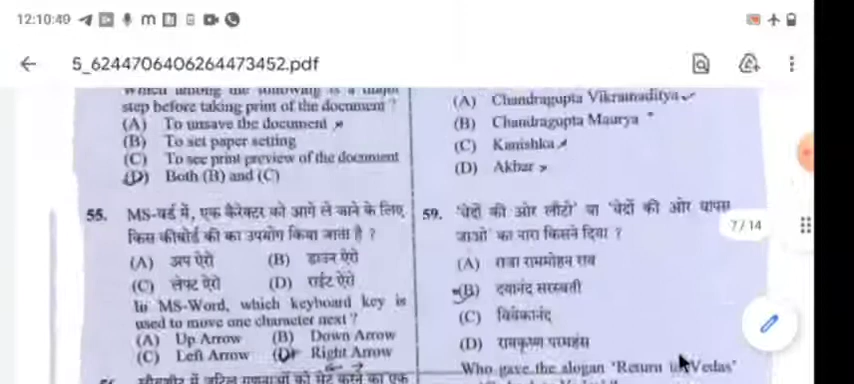 12:10:49
5_6244706406264473452.pdf
step before taking print of the document ?
(A) To unsave the document
(B) To set paper setting
(C) To see print preview of the document
(D) Both (B) and (C)
55. MS-वर्ड में, एक कैरेक्टर को आगे ले जाने के लिए
किस कीबोर्ड की का उपयोग किया जाता है ?
(A) अप ऐरो (B) डाउन ऐरो
(C) लेफ्ट ऐरो (D) राईट ऐरो
In MS-Word, which keyboard key is
used to move one character next ?
(A) Up Arrow (B) Down Arrow
(C) Left Arrow (D) Right Arrow
(A) Chandragupta Vikramaditya
(B) Chandragupta Maurya
(C) Kanishka
(D) Akbar
59. 'वेदों की ओर लौटो' या 'वेदों की ओर वापस
जाओ' का नारा किसने दिया ?
(A) राजा राममोहन राय
(B) दयानंद सरस्वती
(C) विवेकानंद
(D) रामकृष्ण परमहंस
Who gave the slogan 'Return to Vedas'
7/14